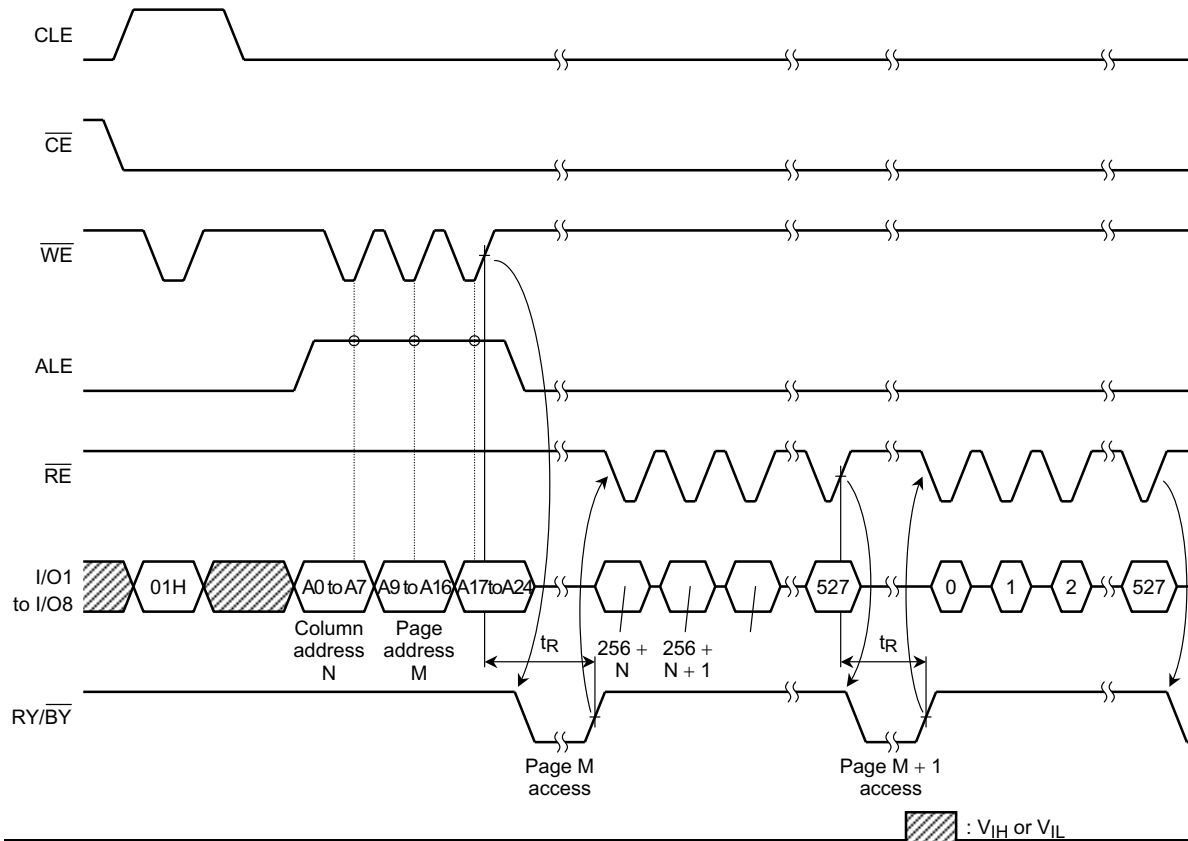 CLE
CE
WE
ALE
RE
I/O1
to I/O8
01H
A0 to A7
A9 to A16
A17 to A24
527
0
1
2
527
Column
address
N
Page
address
M
tR
256 +
N
256 +
N + 1
tR
RY/BY
Page M
access
Page M + 1
access
: VIH or VIL